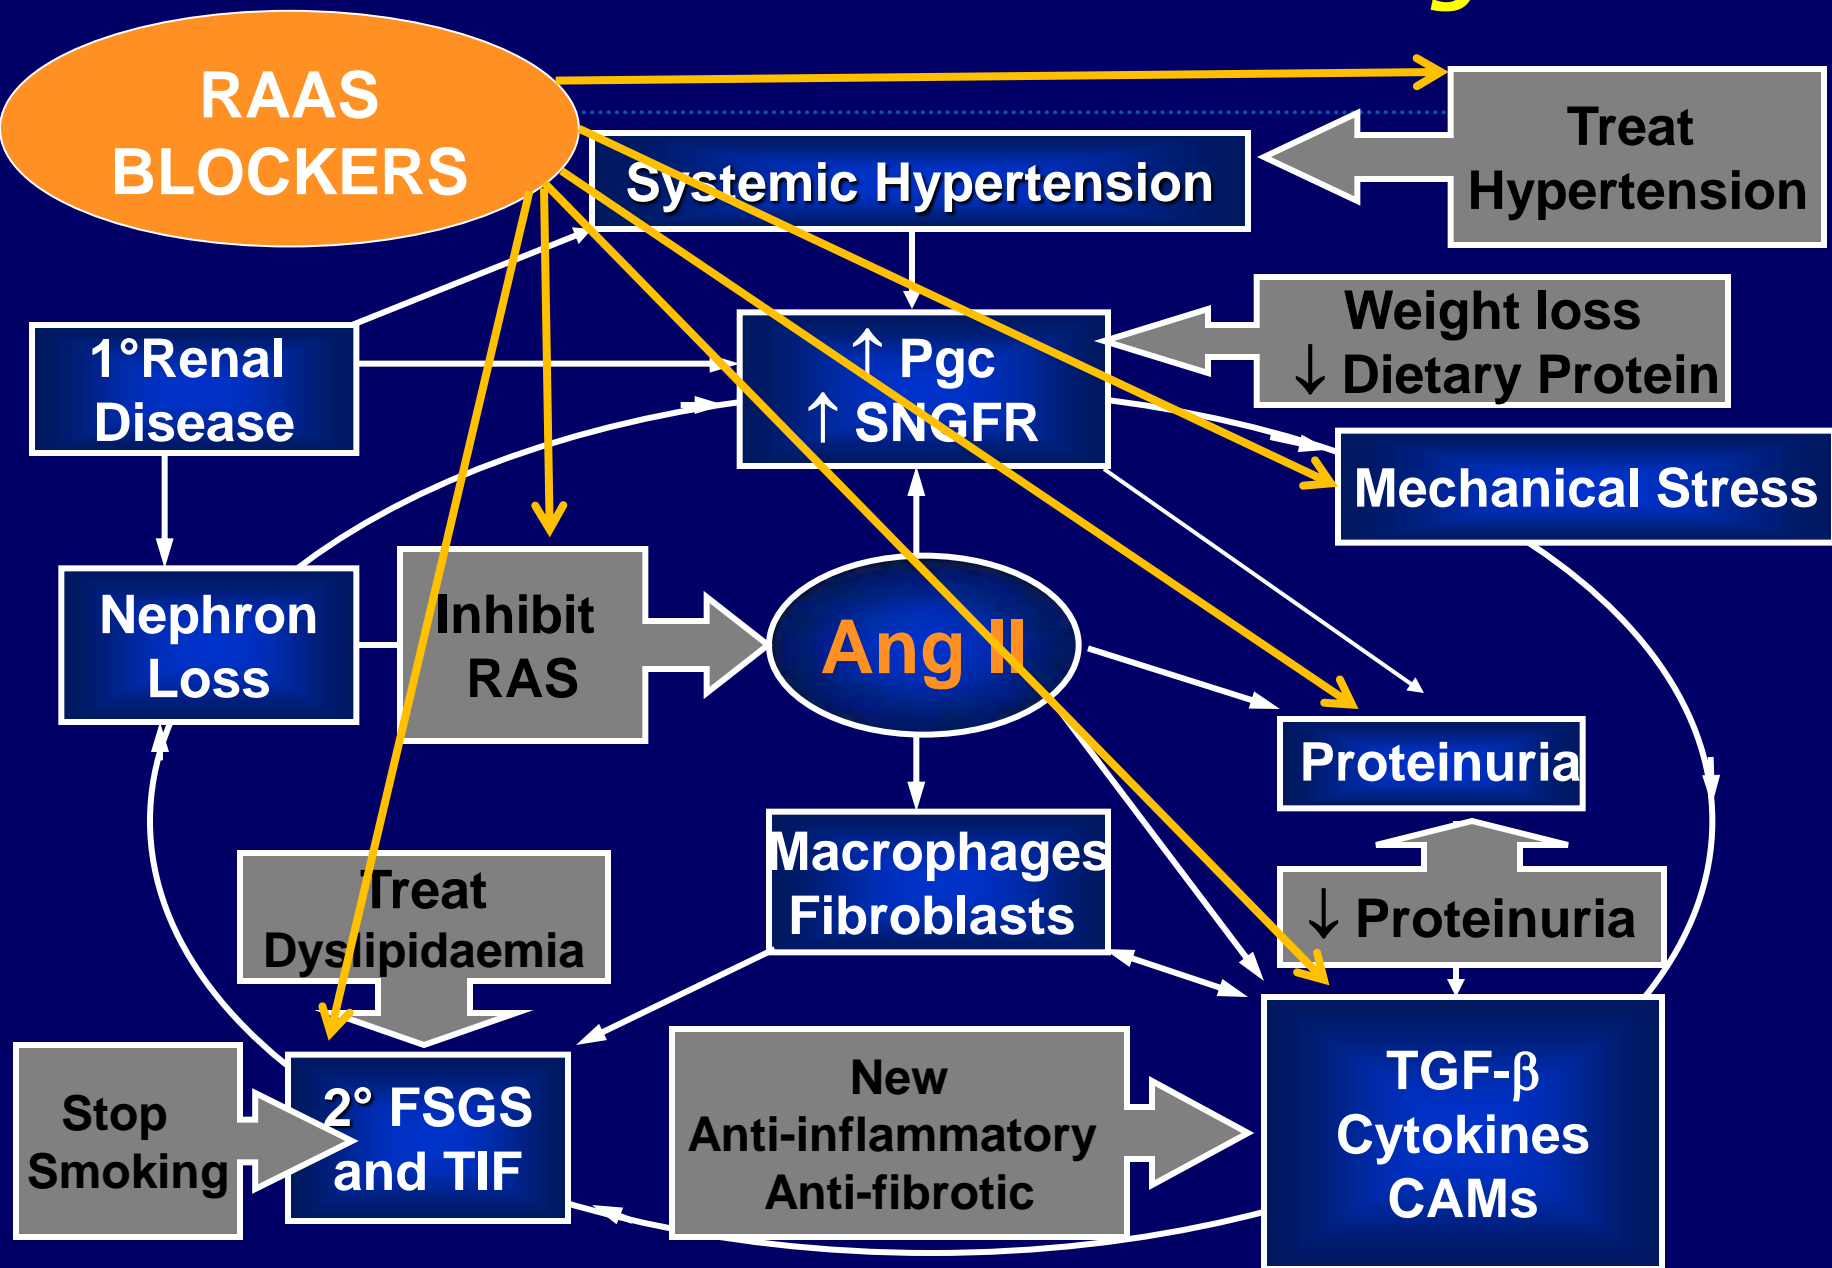 RAAS
BLOCKERS
Treat
Hypertension
Systemic Hypertension
Weight loss
↓ Dietary Protein
1°Renal
Disease
↑ Pgc
↑ SNGFR
Mechanical Stress
Nephron
Loss
Inhibit
RAS
Ang II
Proteinuria
Macrophages
Fibroblasts
Treat
Dyslipidaemia
↓ Proteinuria
Stop
Smoking
2° FSGS
and TIF
New
Anti-inflammatory
Anti-fibrotic
TGF-β
Cytokines
CAMs